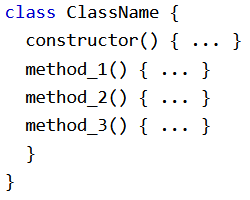 class ClassName {
  constructor() { ... }
  method_1() { ... }
  method_2() { ... }
  method_3() { ... }
  }
}